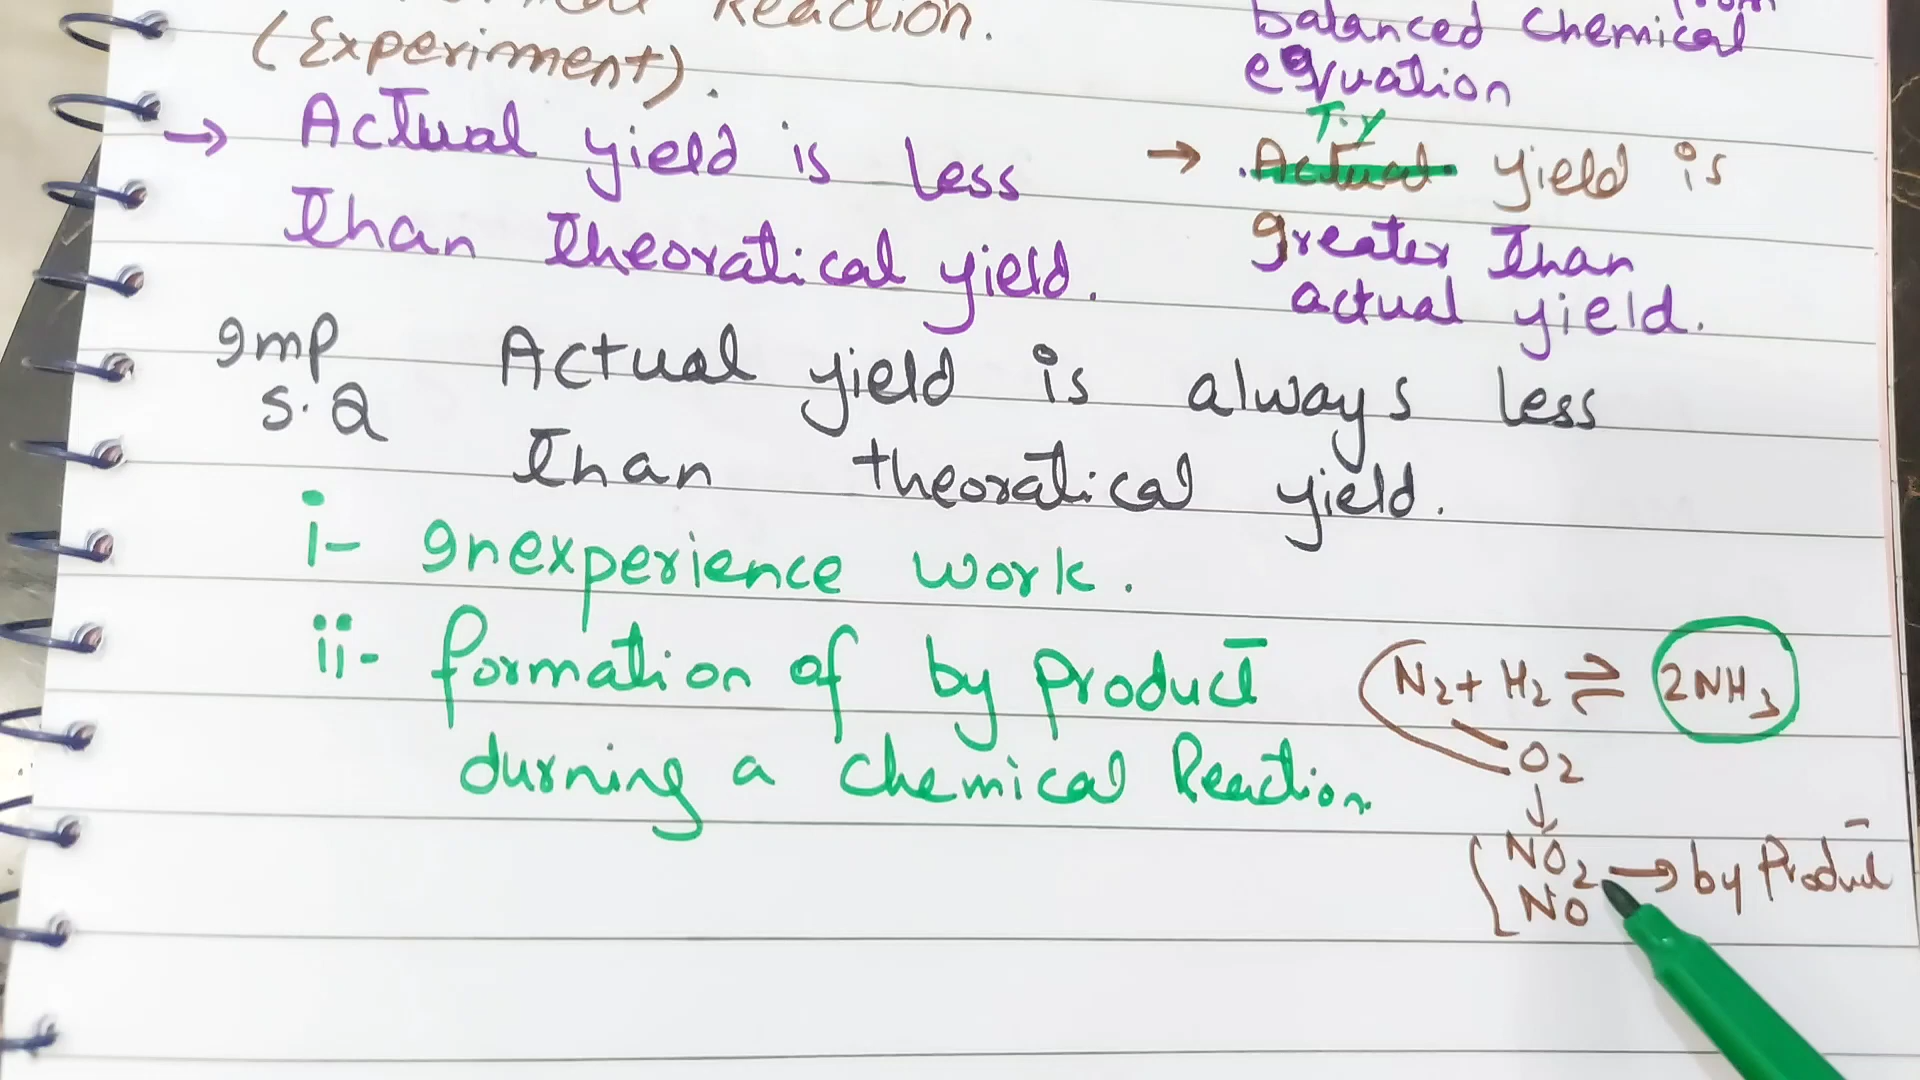 Reaction.
(Experiment).
→ Actual yield is less
than theoratical yield.
balanced chemical
equation
T.Y
→ Actual yield is
greater than
actual yield.
Imp S.Q Actual yield is always less
than theoratical yield.
i- Inexperience work.
ii- formation of by product
durning a chemical Reaction.
N2 + H2 ⇌ 2NH3
O2
↓
NO2 → by Product
NO